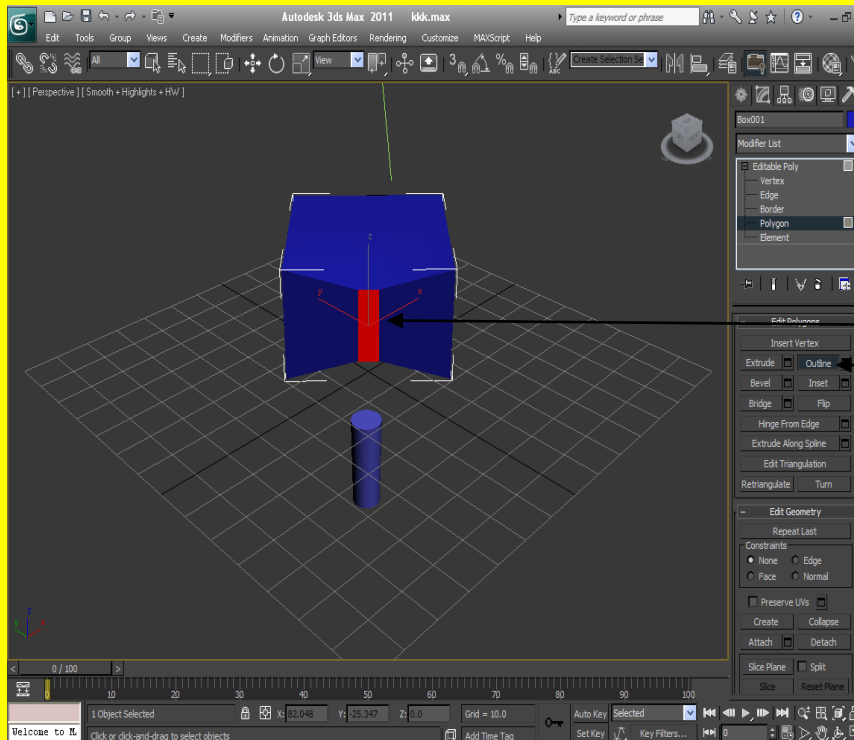 Autodesk 3ds Max 2011 kkk.max
Type a keyword or phrase
Edit Tools Group Views Create Modifiers Animation Graph Editors Rendering Customize MAXScript Help
All
View
3
Create Selection Se
[ + ] [ Perspective ] [ Smooth + Highlights + HW ]
Box001
Modifier List
Editable Poly
Vertex
Edge
Border
Polygon
Element
z
y
x
Edit Polygons
Insert Vertex
Extrude Outline
Bevel Inset
Bridge Flip
Hinge From Edge
Extrude Along Spline
Edit Triangulation
Retriangulate Turn
Edit Geometry
Repeat Last
Constraints
None Edge
Face Normal
Preserve UVs
Create Collapse
Attach Detach
Slice Plane Split
Slice Reset Plane
z
y
0 / 100
0 10 20 30 40 50 60 70 80 90 100
1 Object Selected X: 82.048 Y: -25.347 Z: 0.0 Grid = 10.0 Auto Key Selected
Welcome to M. Click or click-and-drag to select objects Add Time Tag Set Key Key Filters... 0